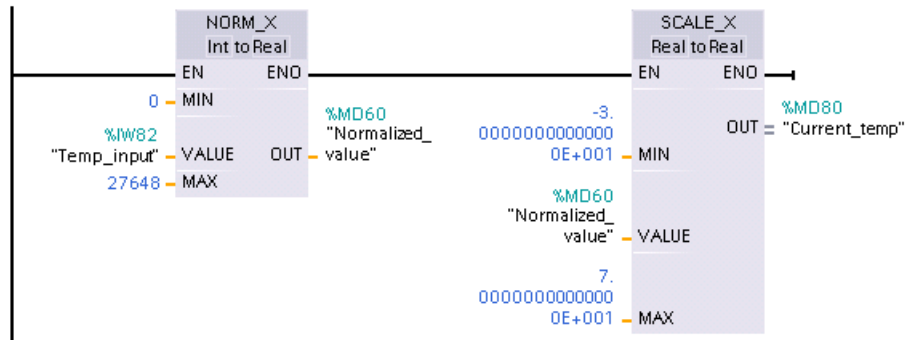 NORM_X
Int to Real
EN ENO
0 MIN
%IW82
"Temp_input" VALUE OUT
27648 MAX
%MD60
"Normalized_
value"
SCALE_X
Real to Real
EN ENO
-3.
0000000000000
0E+001 MIN
%MD60
"Normalized_
value" VALUE
7.
0000000000000
0E+001 MAX
OUT
%MD80
"Current_temp"